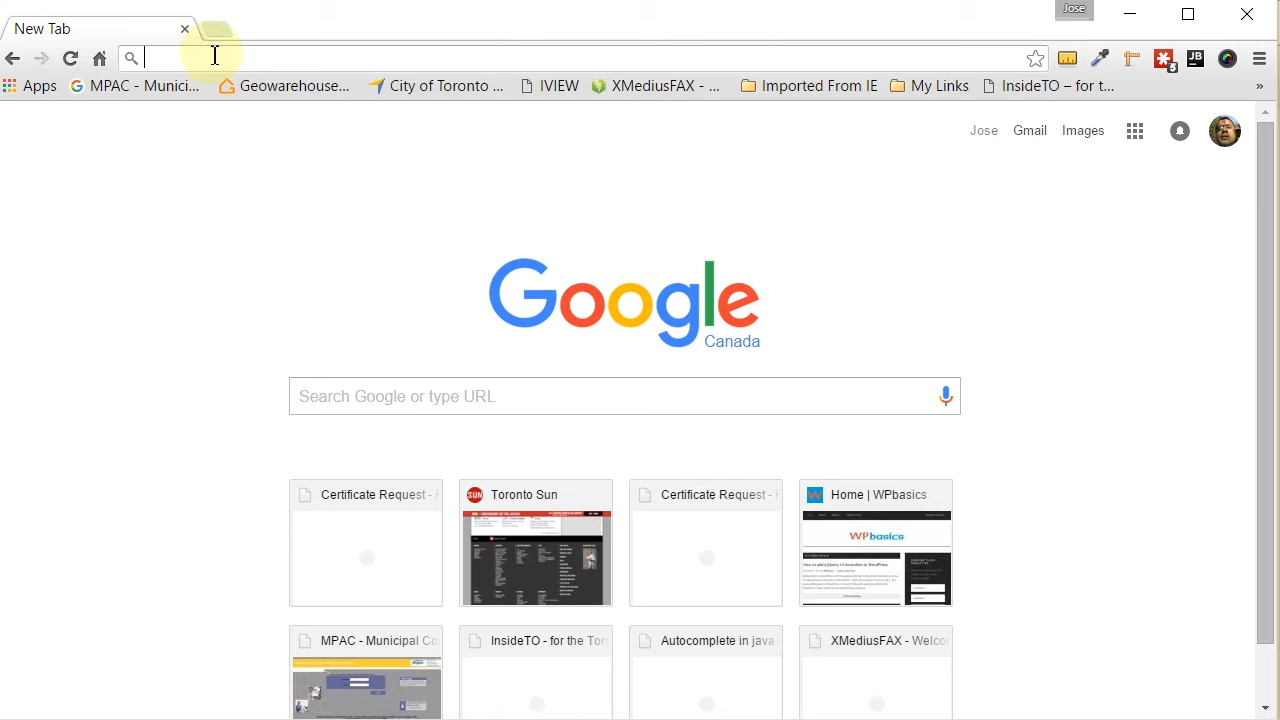 Jose
New Tab
Apps MPAC - Munici... Geowarehouse... City of Toronto ... IVIEW XMediusFAX - ... Imported From IE My Links InsideTO – for t... »
Jose Gmail Images
Google
Canada
Search Google or type URL
Certificate Request - Toronto Sun Certificate Request - Home | WPbasics
WPbasics
MPAC - Municipal Co InsideTO - for the Tor Autocomplete in java XMediusFAX - Welco